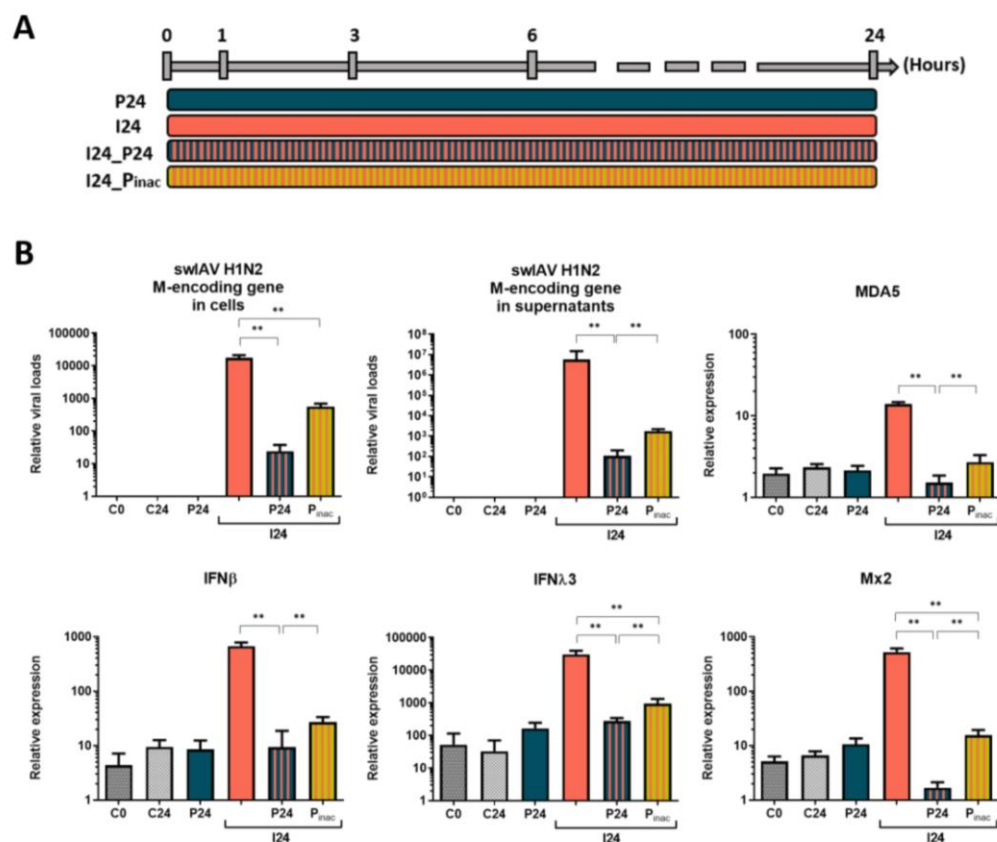 A
0 1 3 6 24
(Hours)
P24
I24
I24_P24
I24_Pinac
B
swIAV H1N2
M-encoding gene
in cells
Relative viral loads
100000
10000
1000
100
10
1
** **
C0 C24 P24 P24 Pinac
I24
swIAV H1N2
M-encoding gene
in supernatants
Relative viral loads
10⁸
10⁷
10⁶
10⁵
10⁴
10³
10²
10¹
10⁰
** **
C0 C24 P24 P24 Pinac
I24
MDA5
Relative expression
100
10
1
** **
C0 C24 P24 P24 Pinac
I24
IFNβ
Relative expression
1000
100
10
1
** **
C0 C24 P24 P24 Pinac
I24
IFNλ3
Relative expression
100000
10000
1000
100
10
1
**
** **
C0 C24 P24 P24 Pinac
I24
Mx2
Relative expression
1000
100
10
1
**
** **
C0 C24 P24 P24 Pinac
I24